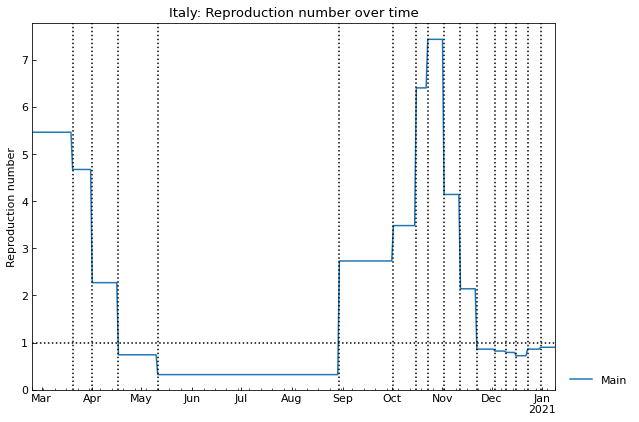 Italy: Reproduction number over time
Reproduction number
7
6
5
4
3
2
1
0
Mar Apr May Jun Jul Aug Sep Oct Nov Dec Jan
2021
Main